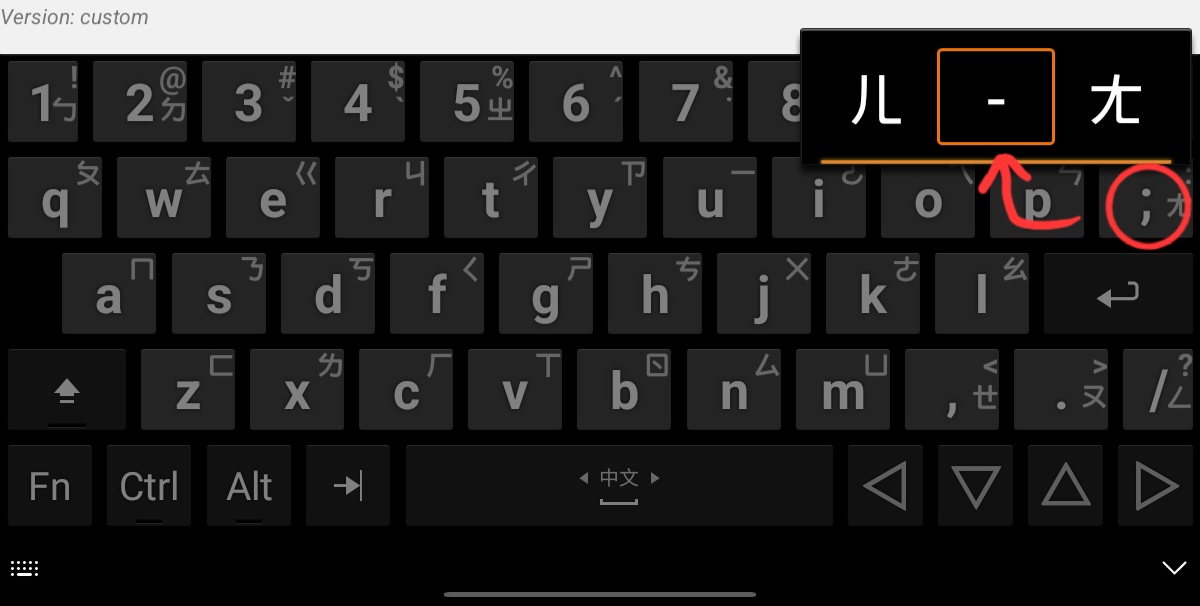 Version: custom
ㄦ - ㄤ
1 ! ㄅ 2 @ ㄉ 3 # ˇ 4 $ ˋ 5 % ㄓ 6 ^ ˊ 7 & ˙ 8
q ㄆ w ㄊ e ㄍ r ㄐ t ㄔ y ㄗ u ㄧ i ㄛ o ㄟ p ㄣ ; : ㄤ
a ㄇ s ㄋ d ㄎ f ㄑ g ㄕ h ㄘ j ㄨ k ㄜ l ㄠ
z ㄈ x ㄌ c ㄏ v ㄒ b ㄖ n ㄙ m ㄩ , < ㄝ . > ㄡ / ? ㄥ
Fn Ctrl Alt 中文